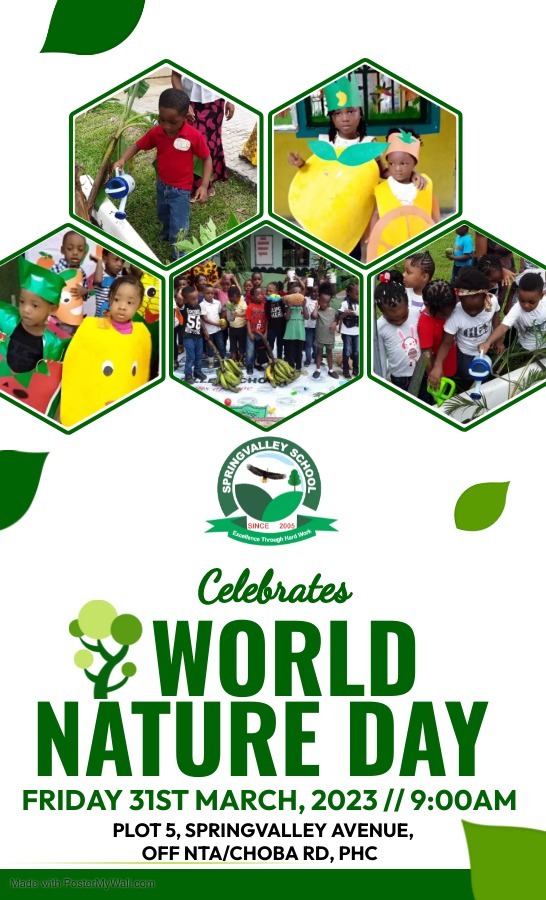 SPRINGVALLEY SCHOOL
SINCE 2005
Excellence Through Hard Work
Celebrates
WORLD
NATURE DAY
FRIDAY 31ST MARCH, 2023 // 9:00AM
PLOT 5, SPRINGVALLEY AVENUE,
OFF NTA/CHOBA RD, PHC
Made with PosterMyWall.com